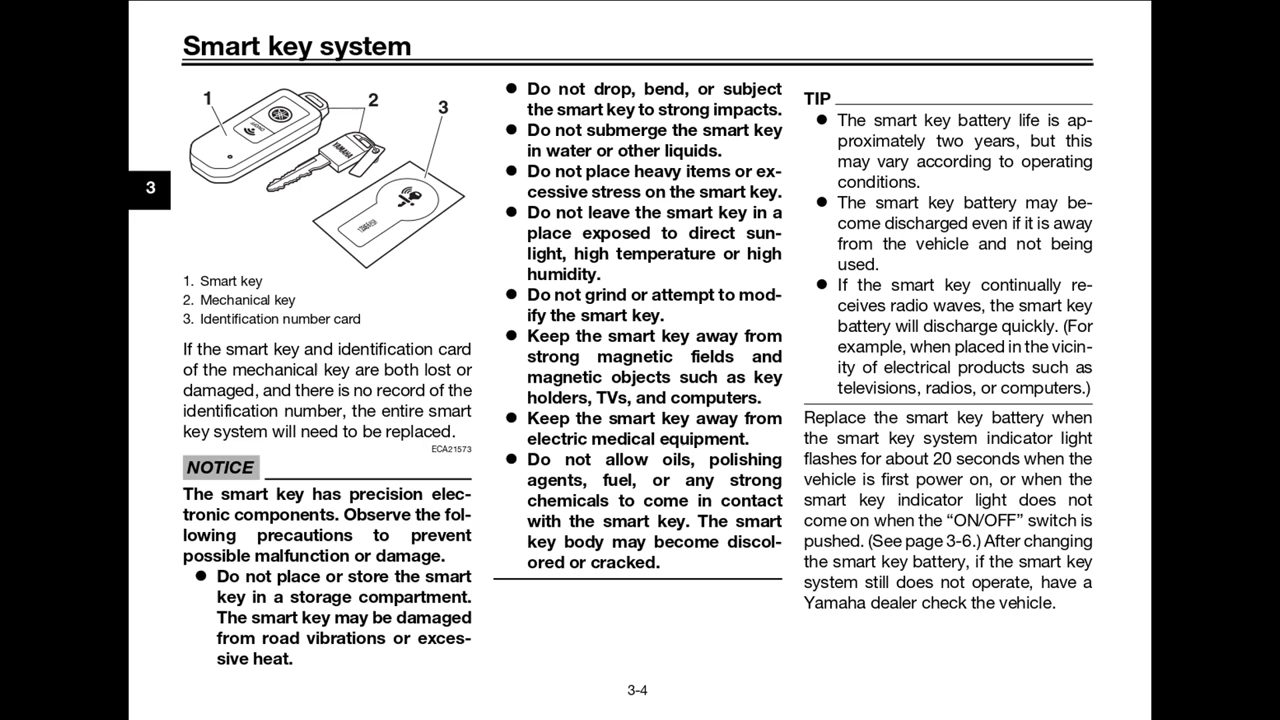 Smart key system
1
2
3
3
1. Smart key
2. Mechanical key
3. Identification number card
If the smart key and identification card
of the mechanical key are both lost or
damaged, and there is no record of the
identification number, the entire smart
key system will need to be replaced.
ECA21573
NOTICE
The smart key has precision elec-
tronic components. Observe the fol-
lowing precautions to prevent
possible malfunction or damage.
● Do not place or store the smart
key in a storage compartment.
The smart key may be damaged
from road vibrations or exces-
sive heat.
● Do not drop, bend, or subject
the smart key to strong impacts.
● Do not submerge the smart key
in water or other liquids.
● Do not place heavy items or ex-
cessive stress on the smart key.
● Do not leave the smart key in a
place exposed to direct sun-
light, high temperature or high
humidity.
● Do not grind or attempt to mod-
ify the smart key.
● Keep the smart key away from
strong magnetic fields and
magnetic objects such as key
holders, TVs, and computers.
● Keep the smart key away from
electric medical equipment.
● Do not allow oils, polishing
agents, fuel, or any strong
chemicals to come in contact
with the smart key. The smart
key body may become discol-
ored or cracked.
TIP
● The smart key battery life is ap-
proximately two years, but this
may vary according to operating
conditions.
● The smart key battery may be-
come discharged even if it is away
from the vehicle and not being
used.
● If the smart key continually re-
ceives radio waves, the smart key
battery will discharge quickly. (For
example, when placed in the vicin-
ity of electrical products such as
televisions, radios, or computers.)
Replace the smart key battery when
the smart key system indicator light
flashes for about 20 seconds when the
vehicle is first power on, or when the
smart key indicator light does not
come on when the “ON/OFF” switch is
pushed. (See page 3-6.) After changing
the smart key battery, if the smart key
system still does not operate, have a
Yamaha dealer check the vehicle.
3-4